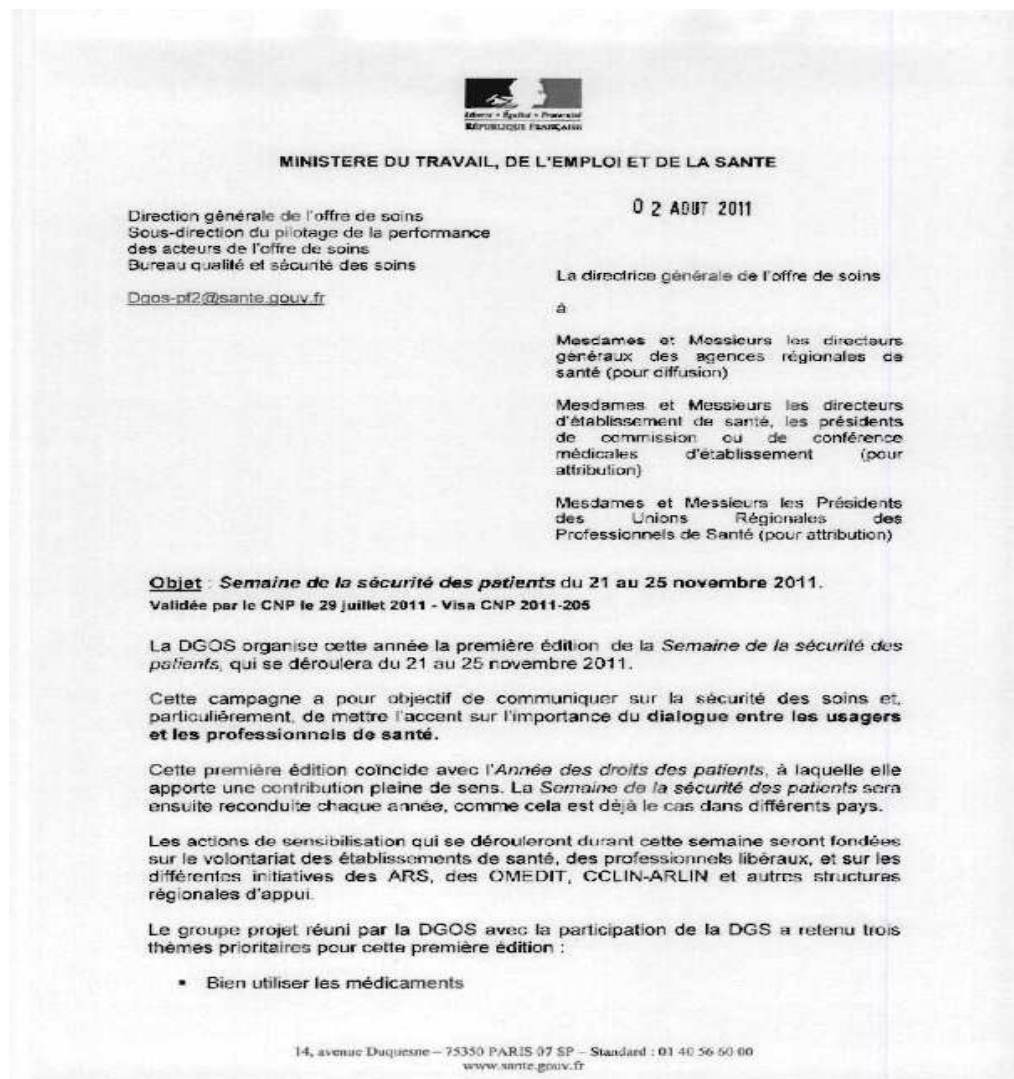 Liberté • Égalité • Fraternité
RÉPUBLIQUE FRANÇAISE
MINISTERE DU TRAVAIL, DE L'EMPLOI ET DE LA SANTE
Direction générale de l'offre de soins
Sous-direction du pilotage de la performance
des acteurs de l'offre de soins
Bureau qualité et sécurité des soins
Dgos-pf2@sante.gouv.fr
0 2 AOUT 2011
La directrice générale de l'offre de soins
à
Mesdames et Messieurs les directeurs
généraux des agences régionales de
santé (pour diffusion)
Mesdames et Messieurs les directeurs
d'établissement de santé, les présidents
de commission ou de conférence
médicales d'établissement (pour
attribution)
Mesdames et Messieurs les Présidents
des Unions Régionales des
Professionnels de Santé (pour attribution)
Objet : Semaine de la sécurité des patients du 21 au 25 novembre 2011.
Validée par le CNP le 29 juillet 2011 - Visa CNP 2011-205
La DGOS organise cette année la première édition de la Semaine de la sécurité des
patients, qui se déroulera du 21 au 25 novembre 2011.
Cette campagne a pour objectif de communiquer sur la sécurité des soins et,
particulièrement, de mettre l'accent sur l'importance du dialogue entre les usagers
et les professionnels de santé.
Cette première édition coïncide avec l'Année des droits des patients, à laquelle elle
apporte une contribution pleine de sens. La Semaine de la sécurité des patients sera
ensuite reconduite chaque année, comme cela est déjà le cas dans différents pays.
Les actions de sensibilisation qui se dérouleront durant cette semaine seront fondées
sur le volontariat des établissements de santé, des professionnels libéraux, et sur les
différentes initiatives des ARS, des OMEDIT, CCLIN-ARLIN et autres structures
régionales d'appui.
Le groupe projet réuni par la DGOS avec la participation de la DGS a retenu trois
thèmes prioritaires pour cette première édition :
▪ Bien utiliser les médicaments
14, avenue Duquesne – 75350 PARIS 07 SP – Standard : 01 40 56 60 00
www.sante.gouv.fr